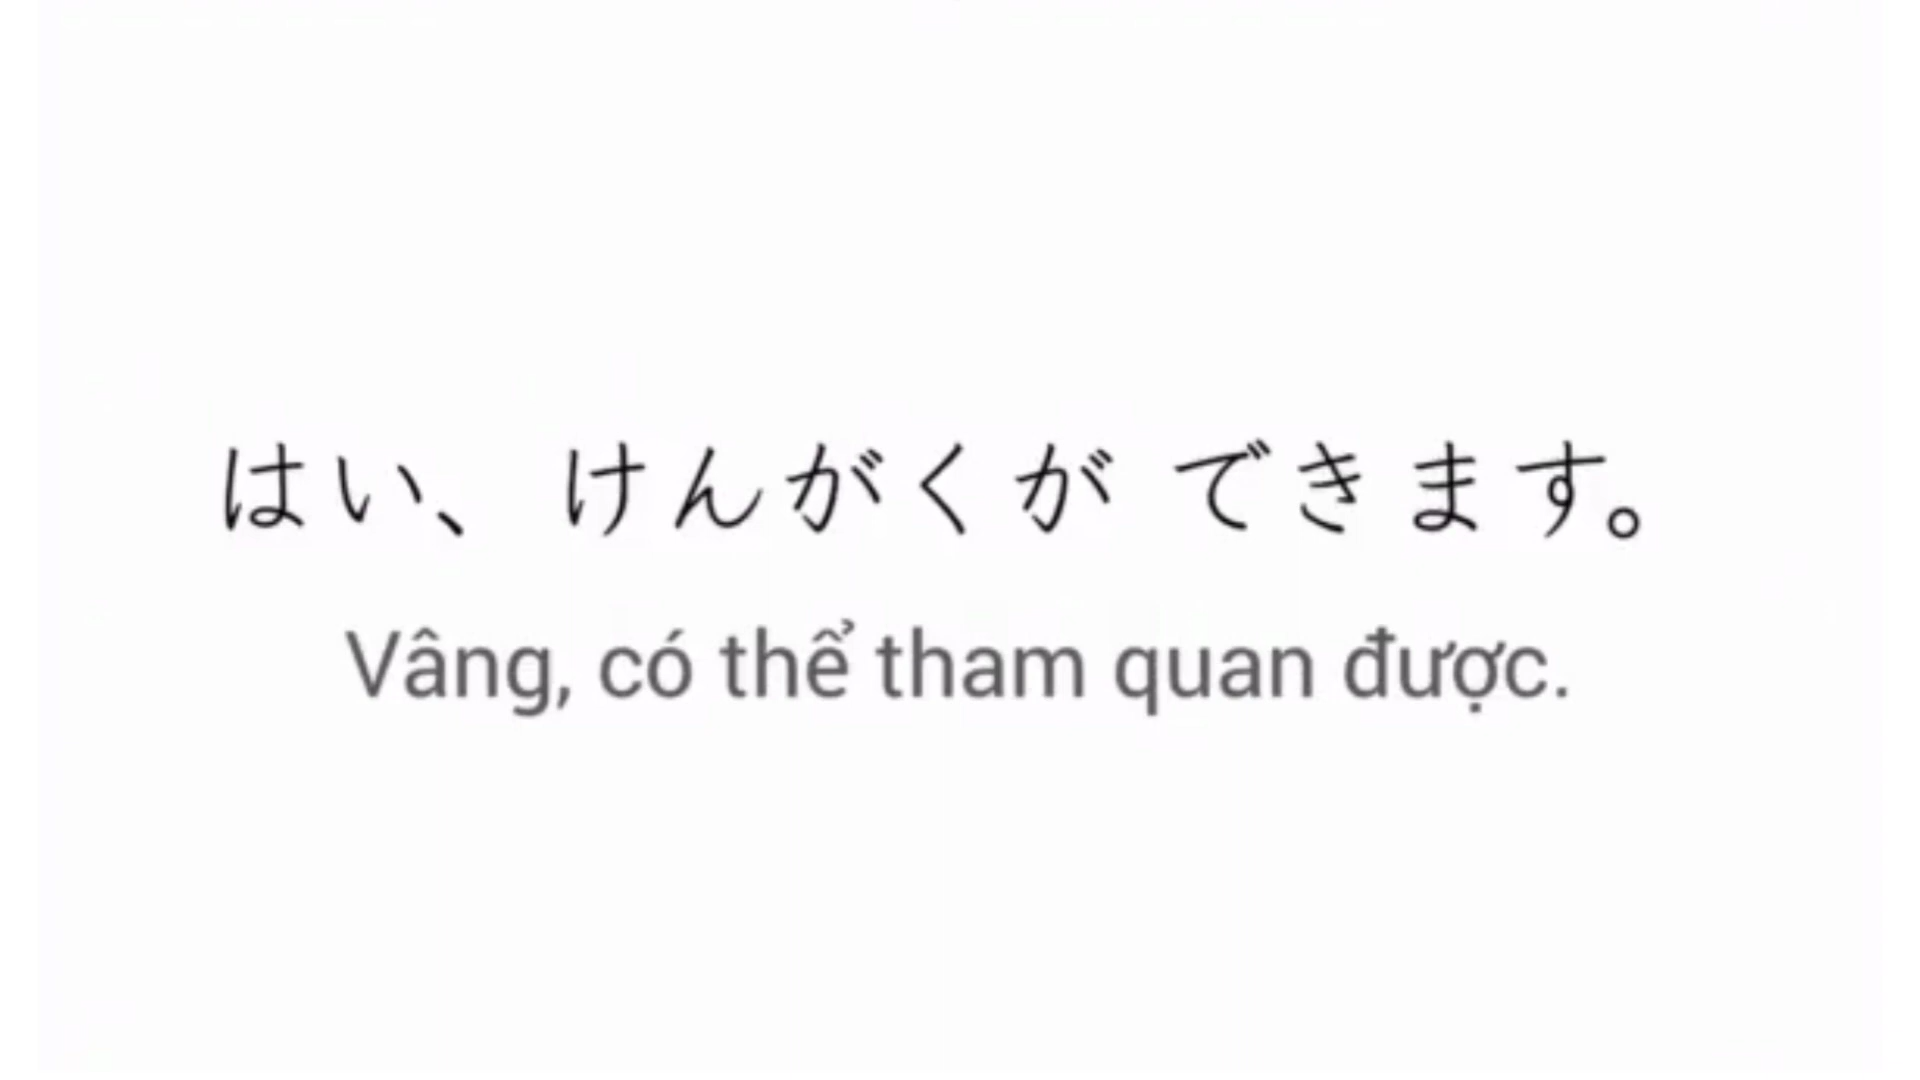 はい、 けんがくが できます。
Vâng, có thể tham quan được.